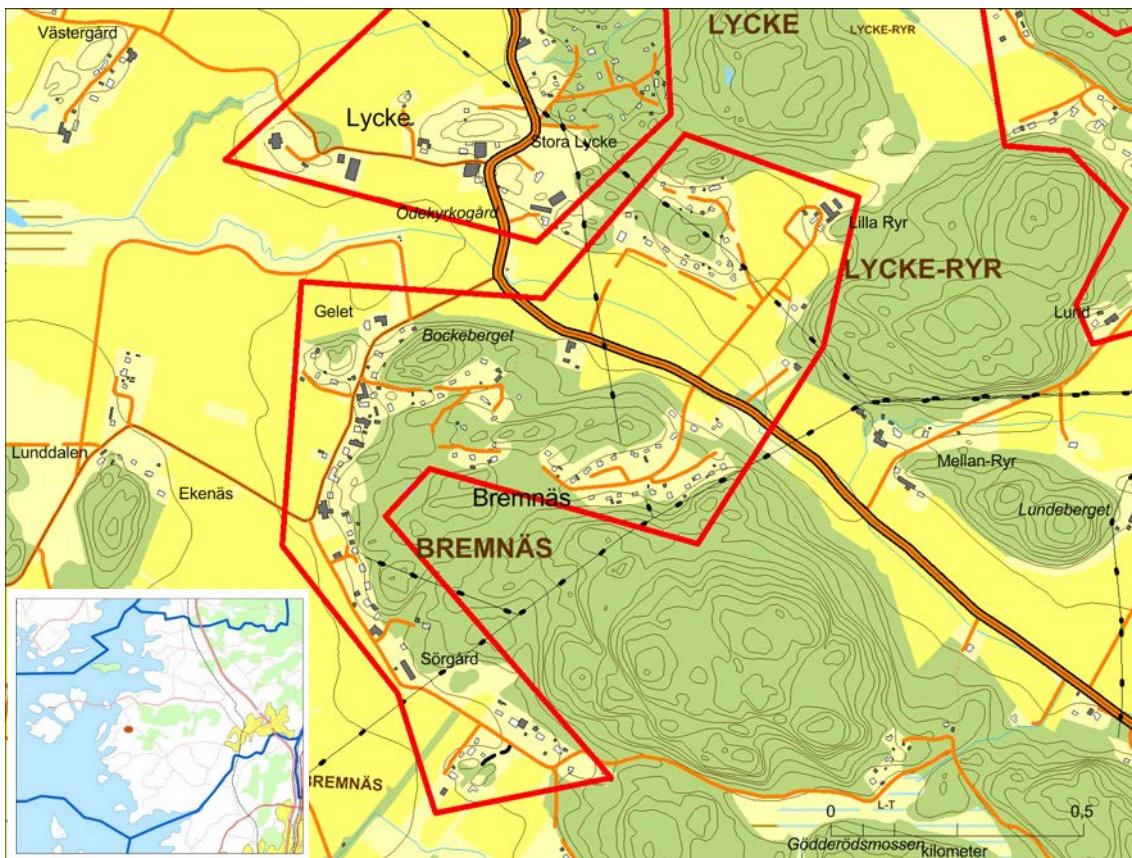 Västergård
LYCKE
LYCKE-RYR
Lycke
Stora Lycke
Ödekyrkogård
Lilla Ryr
LYCKE-RYR
Gelet
Lund
Bockeberget
Lunddalen
Ekenäs
Mellan-Ryr
Bremnäs
Lundeberget
BREMNÄS
Sörgård
BREMNÄS
L-T
0 0,5
Gödderödsmossen
kilometer